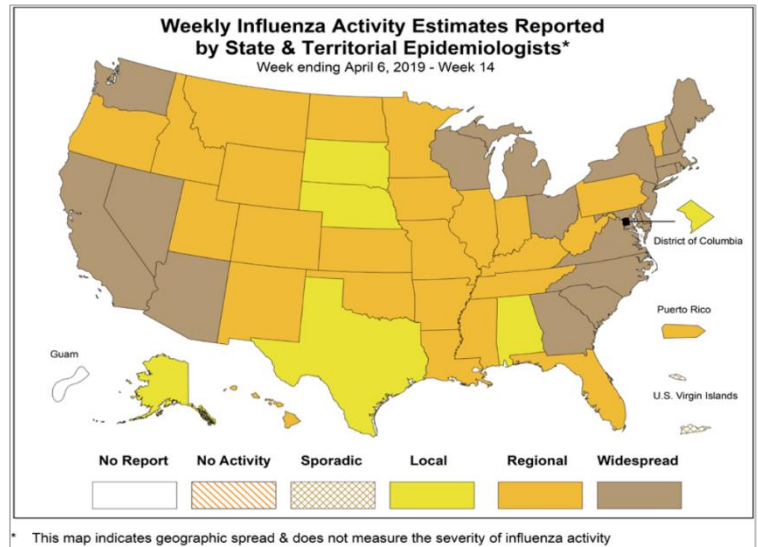 Weekly Influenza Activity Estimates Reported
by State & Territorial Epidemiologists*
Week ending April 6, 2019 - Week 14
District of Columbia
Puerto Rico
Guam
U.S. Virgin Islands
No Report
No Activity
Sporadic
Local
Regional
Widespread
* This map indicates geographic spread & does not measure the severity of influenza activity